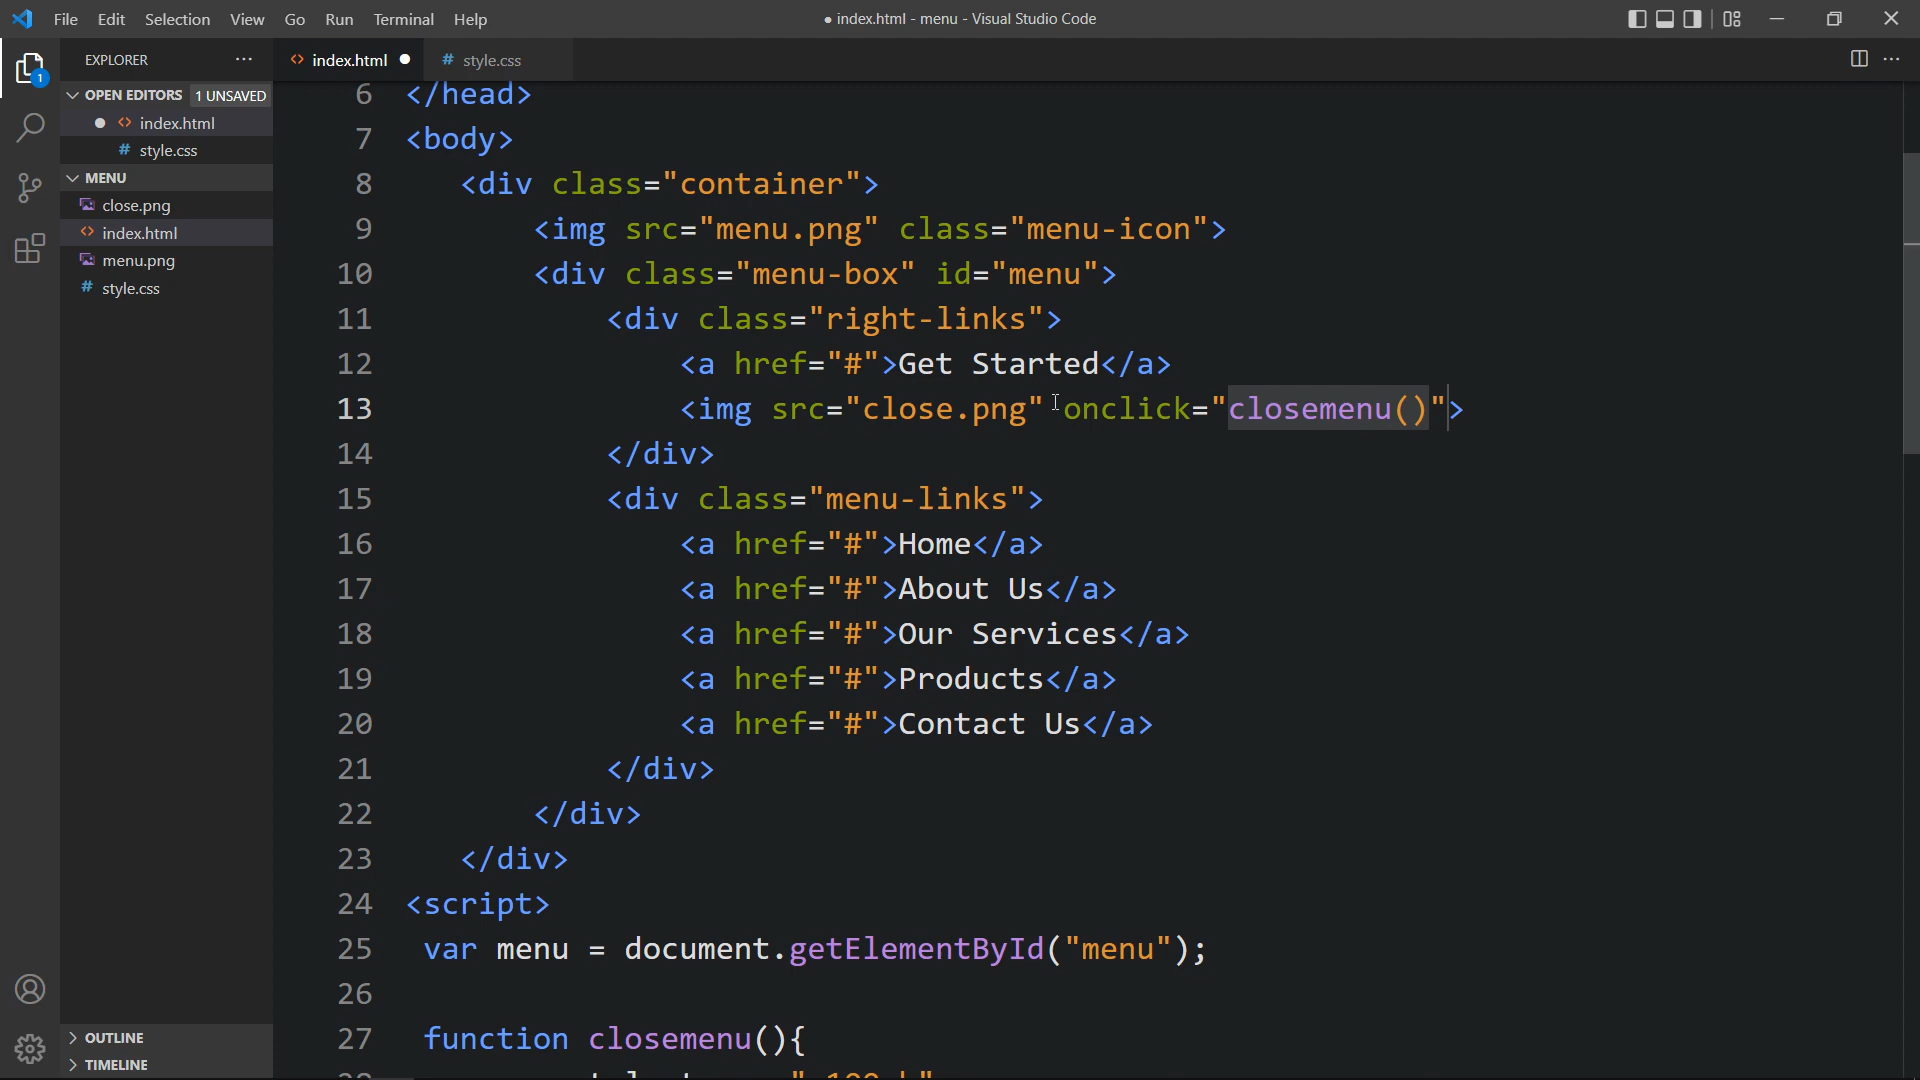 File Edit Selection View Go Run Terminal Help
● index.html - menu - Visual Studio Code
EXPLORER
index.html
style.css
OPEN EDITORS 1 UNSAVED
index.html
style.css
MENU
close.png
index.html
menu.png
style.css
OUTLINE
TIMELINE
1
6 </head>
7 <body>
8 <div class="container">
9 <img src="menu.png" class="menu-icon">
10 <div class="menu-box" id="menu">
11 <div class="right-links">
12 <a href="#">Get Started</a>
13 <img src="close.png" onclick="closemenu()">
14 </div>
15 <div class="menu-links">
16 <a href="#">Home</a>
17 <a href="#">About Us</a>
18 <a href="#">Our Services</a>
19 <a href="#">Products</a>
20 <a href="#">Contact Us</a>
21 </div>
22 </div>
23 </div>
24 <script>
25 var menu = document.getElementById("menu");
26
27 function closemenu(){